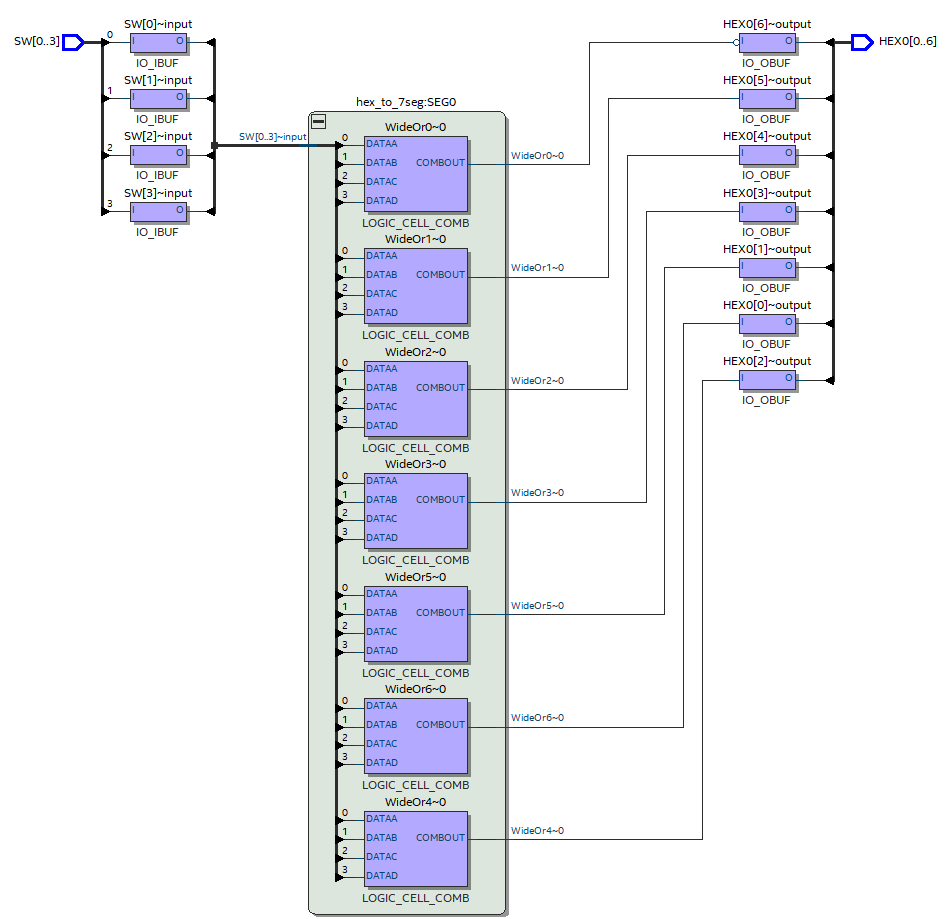 SW[0..3]
SW[0]~input
0
I
O
IO_IBUF
SW[1]~input
1
I
O
IO_IBUF
SW[2]~input
2
I
O
IO_IBUF
SW[3]~input
3
I
O
IO_IBUF
SW[0..3]~input
hex_to_7seg:SEG0
WideOr0~0
0
DATAA
1
DATAB
COMBOUT
2
DATAC
3
DATAD
LOGIC_CELL_COMB
WideOr1~0
0
DATAA
1
DATAB
COMBOUT
2
DATAC
3
DATAD
LOGIC_CELL_COMB
WideOr2~0
0
DATAA
1
DATAB
COMBOUT
2
DATAC
3
DATAD
LOGIC_CELL_COMB
WideOr3~0
0
DATAA
1
DATAB
COMBOUT
2
DATAC
3
DATAD
LOGIC_CELL_COMB
WideOr5~0
0
DATAA
1
DATAB
COMBOUT
2
DATAC
3
DATAD
LOGIC_CELL_COMB
WideOr6~0
0
DATAA
1
DATAB
COMBOUT
2
DATAC
3
DATAD
LOGIC_CELL_COMB
WideOr4~0
0
DATAA
1
DATAB
COMBOUT
2
DATAC
3
DATAD
LOGIC_CELL_COMB
WideOr0~0
WideOr1~0
WideOr2~0
WideOr3~0
WideOr5~0
WideOr6~0
WideOr4~0
HEX0[6]~output
I
O
IO_OBUF
HEX0[5]~output
I
O
IO_OBUF
HEX0[4]~output
I
O
IO_OBUF
HEX0[3]~output
I
O
IO_OBUF
HEX0[1]~output
I
O
IO_OBUF
HEX0[0]~output
I
O
IO_OBUF
HEX0[2]~output
I
O
IO_OBUF
HEX0[0..6]